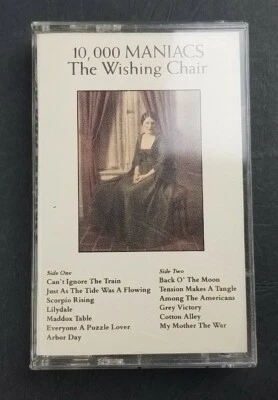 10,000 MANIACS
The Wishing Chair
Side One
Can't Ignore The Train
Just As The Tide Was A Flowing
Scorpio Rising
Lilydale
Maddox Table
Everyone A Puzzle Lover
Arbor Day
Side Two
Back O' The Moon
Tension Makes A Tangle
Among The Americans
Grey Victory
Cotton Alley
My Mother The War